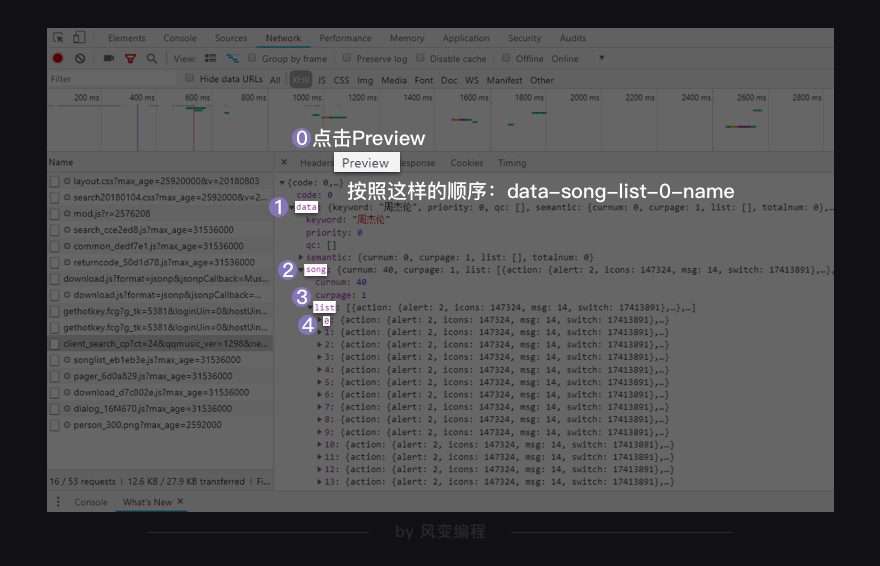 Elements Console Sources Network Performance Memory Application Security Audits
View: Group by frame Preserve log Disable cache Offline Online
Filter Hide data URLs All XHR JS CSS Img Media Font Doc WS Manifest Other
200 ms 400 ms 600 ms 800 ms 1000 ms 1200 ms 1400 ms 1600 ms 1800 ms 2000 ms 2200 ms 2400 ms 2600 ms 2800 ms
0 点击Preview
Name × Headers Preview Response Cookies Timing
按照这样的顺序：data-song-list-0-name
layout.css?max_age=25920000&v=20180803
search20180104.css?max_age=2592000&v=2...
mod.js?r=2576208
search_cce2ed8.js?max_age=31536000
common_dedf7e1.js?max_age=31536000
returncode_50d1d78.js?max_age=31536000
download.js?format=jsonp&jsonpCallback=Mus...
download.js?format=jsonp&jsonpCallback=...
gethotkey.fcg?g_tk=5381&loginUin=0&hostUin...
gethotkey.fcg?g_tk=5381&loginUin=0&hostUin...
client_search_cp?ct=24&qqmusic_ver=1298&ne...
songlist_eb1eb3e.js?max_age=31536000
pager_6d0a829.js?max_age=31536000
download_d7c802e.js?max_age=31536000
dialog_16f4670.js?max_age=31536000
person_300.png?max_age=2592000
{code: 0,…}
code: 0
1 data: {keyword: "周杰伦", priority: 0, qc: [], semantic: {curnum: 0, curpage: 1, list: [], totalnum: 0},…
keyword: "周杰伦"
priority: 0
qc: []
semantic: {curnum: 0, curpage: 1, list: [], totalnum: 0}
2 song: {curnum: 40, curpage: 1, list: [{action: {alert: 2, icons: 147324, msg: 14, switch: 17413891},…},
curnum: 40
curpage: 1
3 list: [{action: {alert: 2, icons: 147324, msg: 14, switch: 17413891},…},…]
4 0: {action: {alert: 2, icons: 147324, msg: 14, switch: 17413891},…}
1: {action: {alert: 2, icons: 147324, msg: 14, switch: 17413891},…}
2: {action: {alert: 2, icons: 147324, msg: 14, switch: 17413891},…}
3: {action: {alert: 2, icons: 147324, msg: 14, switch: 17413891},…}
4: {action: {alert: 2, icons: 147324, msg: 14, switch: 17413891},…}
5: {action: {alert: 2, icons: 147324, msg: 14, switch: 17413891},…}
6: {action: {alert: 2, icons: 147324, msg: 14, switch: 17413891},…}
7: {action: {alert: 2, icons: 147324, msg: 14, switch: 17413891},…}
8: {action: {alert: 2, icons: 147324, msg: 14, switch: 17413891},…}
9: {action: {alert: 2, icons: 147324, msg: 14, switch: 17413891},…}
10: {action: {alert: 2, icons: 147324, msg: 14, switch: 17413891},…}
11: {action: {alert: 2, icons: 147324, msg: 14, switch: 17413891},…}
12: {action: {alert: 2, icons: 147324, msg: 14, switch: 17413891},…}
13: {action: {alert: 2, icons: 147324, msg: 14, switch: 17413891},…}
16 / 53 requests | 12.6 KB / 27.9 KB transferred | Fi...
Console What's New ×
by 风变编程